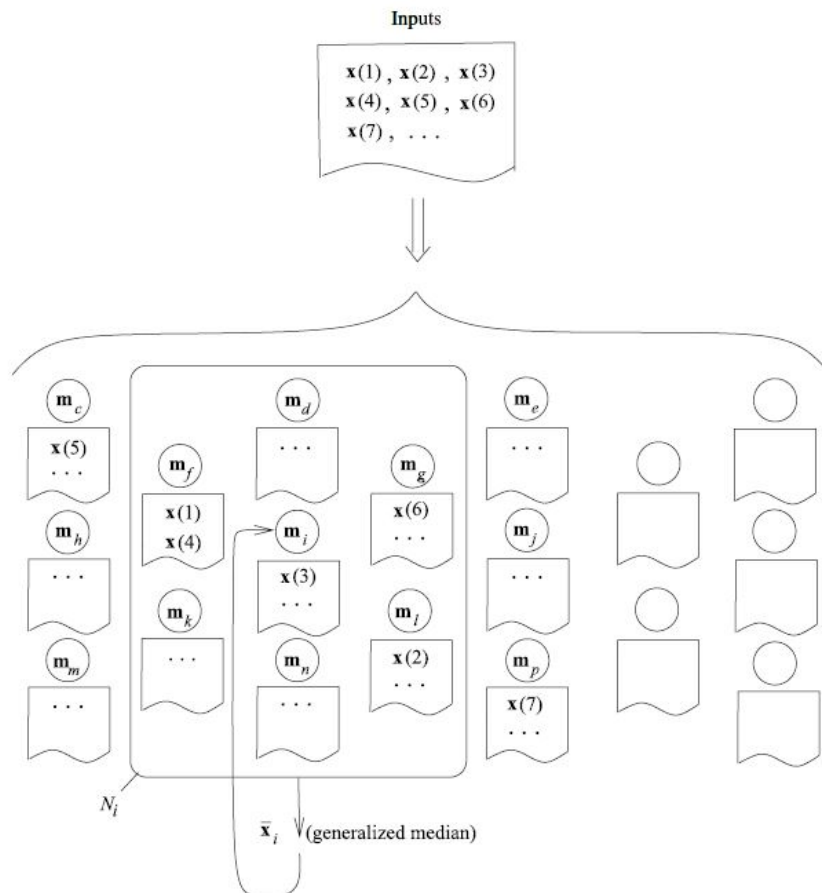 Inputs
x(1) , x(2) , x(3)
x(4) , x(5) , x(6)
x(7) , . . .
m_c
x(5)
. . .
m_d
. . .
m_e
. . .
m_f
x(1)
x(4)
m_g
x(6)
. . .
m_h
. . .
m_i
x(3)
. . .
m_j
. . .
m_k
. . .
m_l
x(2)
. . .
m_m
. . .
m_n
. . .
m_p
x(7)
. . .
N_i
x̄_i (generalized median)